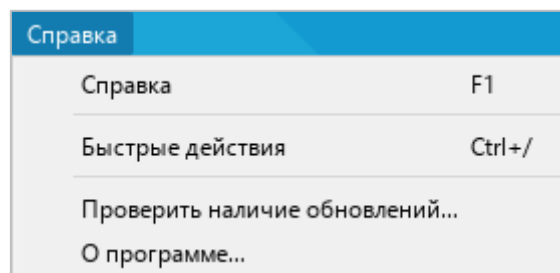 Справка
Справка F1
Быстрые действия Ctrl+/
Проверить наличие обновлений...
О программе...